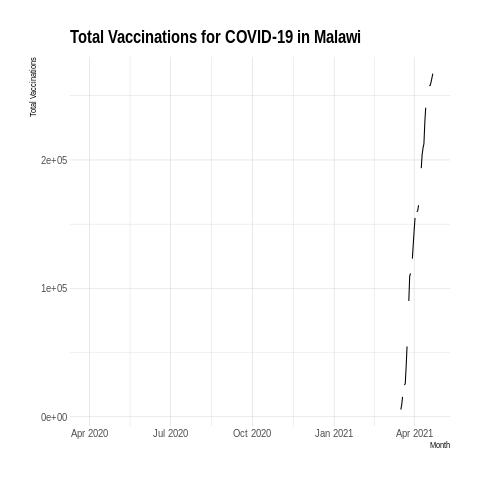 Total Vaccinations for COVID-19 in Malawi
Total Vaccinations
2e+05
1e+05
0e+00
Apr 2020 Jul 2020 Oct 2020 Jan 2021 Apr 2021
Month